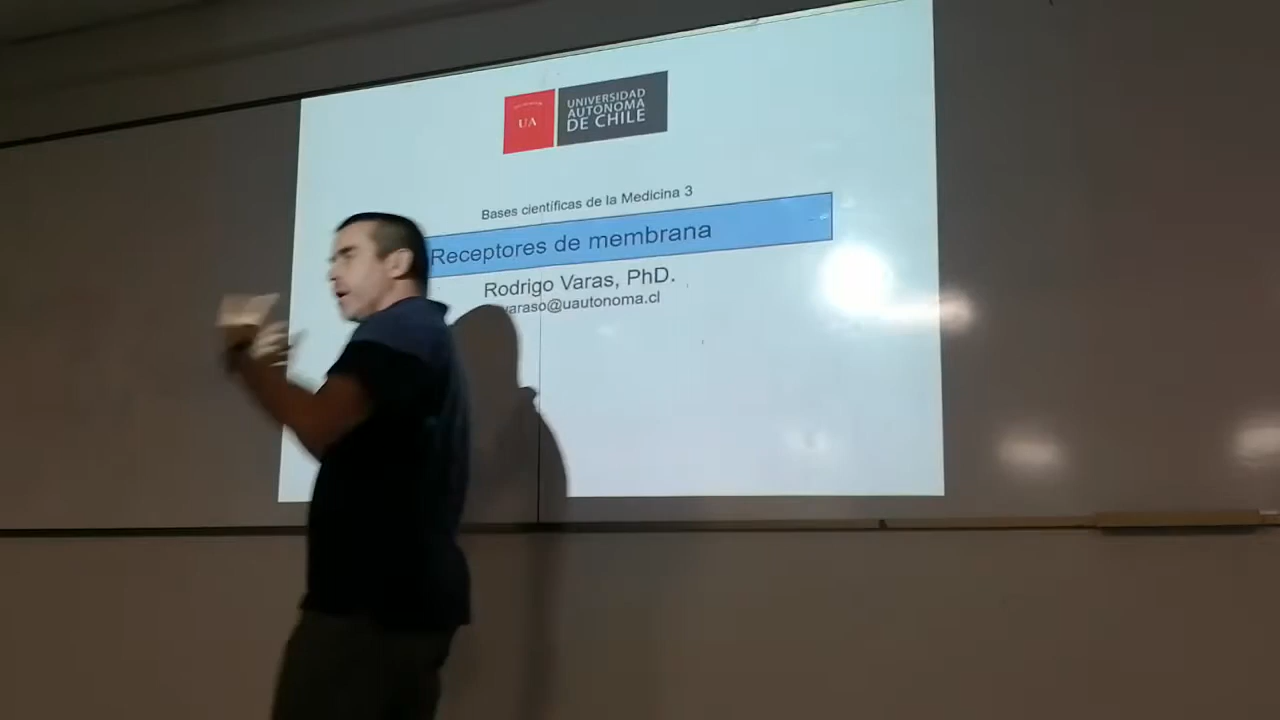 UA
UNIVERSIDAD
AUTONOMA
DE CHILE
Bases científicas de la Medicina 3
Receptores de membrana
Rodrigo Varas, PhD.
varaso@uautonoma.cl